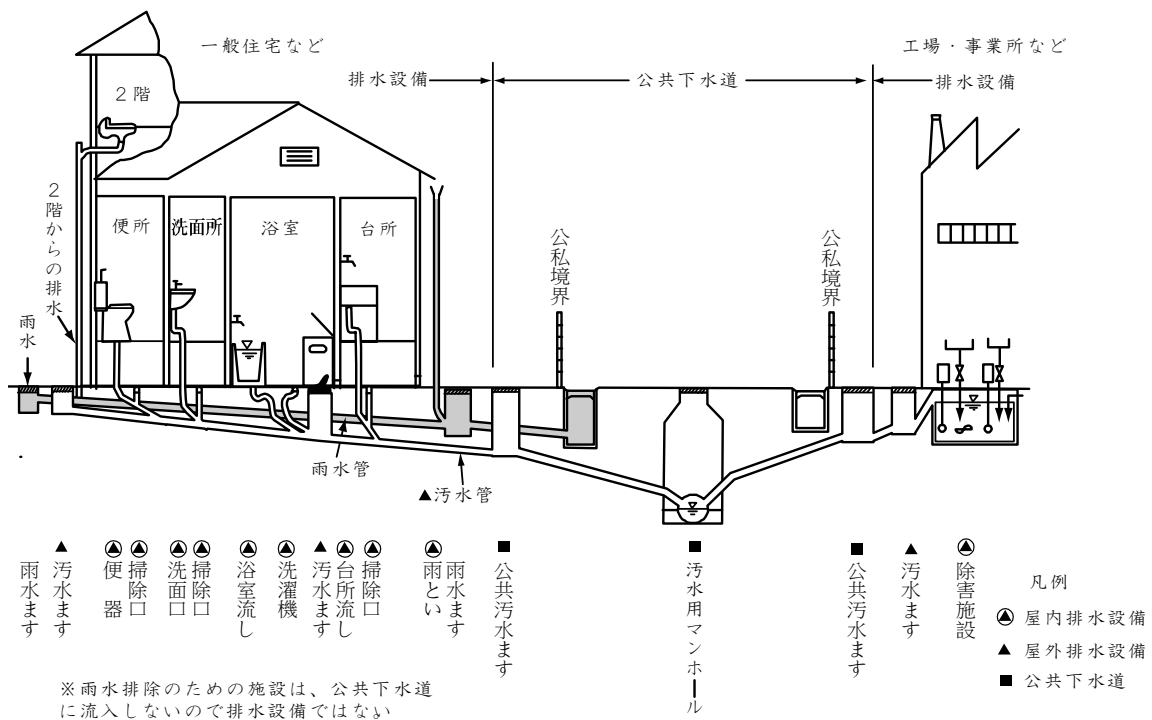 一般住宅など
工場・事業所など
排水設備
公共下水道
排水設備
2階
2階からの排水
便所
洗面所
浴室
台所
公私境界
公私境界
雨水
雨水管
▲汚水管
雨水ます
▲汚水ます
便器
掃除口
洗面口
掃除口
浴室流し
洗濯機
▲汚水ます
台所流し
掃除口
雨とい
雨水ます
■公共汚水ます
■汚水用マンホール
■公共汚水ます
▲汚水ます
除害施設
凡例
屋内排水設備
▲ 屋外排水設備
■ 公共下水道
※雨水排除のための施設は、公共下水道
に流入しないので排水設備ではない